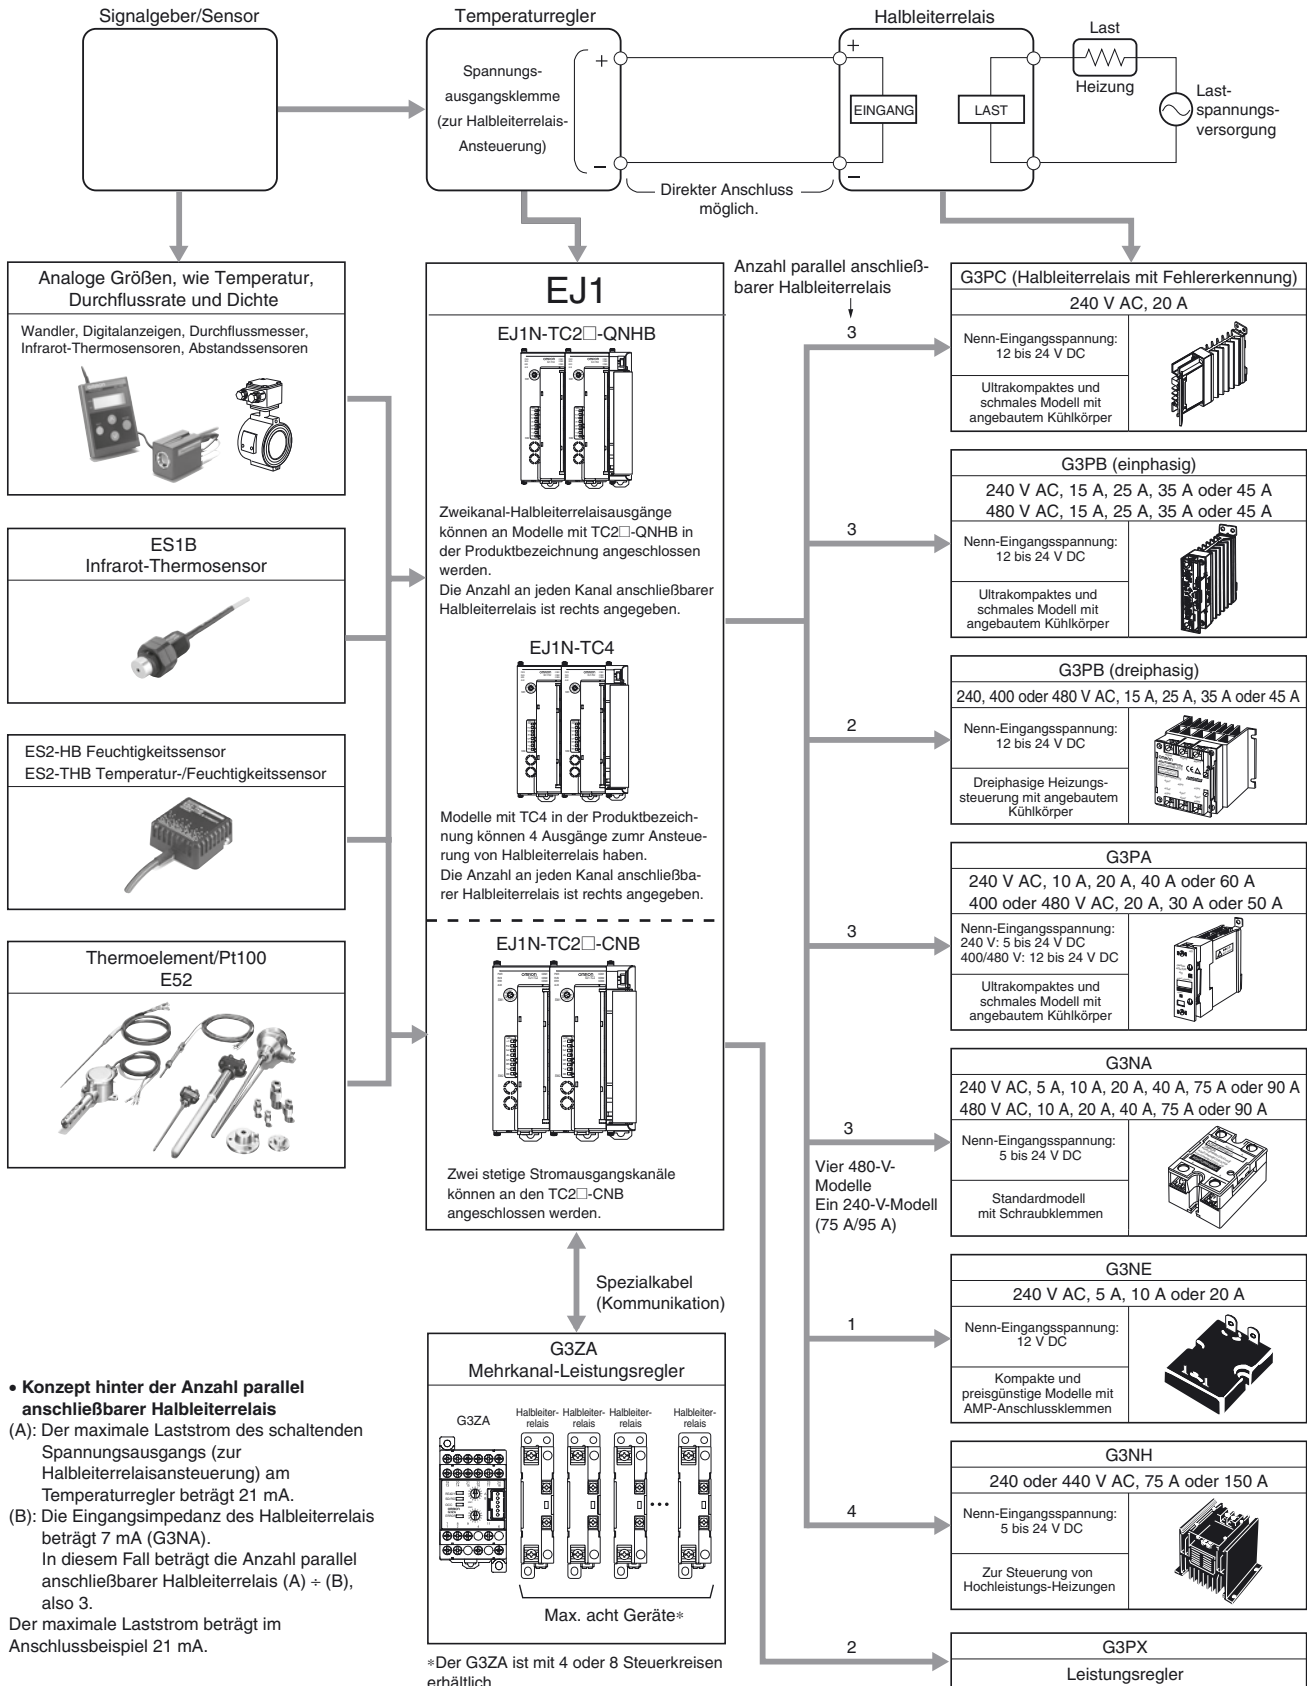 Signalgeber/Sensor
Temperaturregler
Halbleiterrelais
Spannungs-
ausgangsklemme
(zur Halbleiterrelais-
Ansteuerung)
+
–
+
–
EINGANG
LAST
Last
Heizung
Last-
spannungs-
versorgung
Direkter Anschluss
möglich.
Analoge Größen, wie Temperatur,
Durchflussrate und Dichte
Wandler, Digitalanzeigen, Durchflussmesser,
Infrarot-Thermosensoren, Abstandssensoren
ES1B
Infrarot-Thermosensor
ES2-HB Feuchtigkeitssensor
ES2-THB Temperatur-/Feuchtigkeitssensor
Thermoelement/Pt100
E52
EJ1
EJ1N-TC2□-QNHB
Zweikanal-Halbleiterrelaisausgänge
können an Modelle mit TC2□-QNHB in
der Produktbezeichnung angeschlossen
werden.
Die Anzahl an jeden Kanal anschließbarer
Halbleiterrelais ist rechts angegeben.
EJ1N-TC4
Modelle mit TC4 in der Produktbezeich-
nung können 4 Ausgänge zumr Ansteue-
rung von Halbleiterrelais haben.
Die Anzahl an jeden Kanal anschließba-
rer Halbleiterrelais ist rechts angegeben.
EJ1N-TC2□-CNB
Zwei stetige Stromausgangskanäle
können an den TC2□-CNB
angeschlossen werden.
Spezialkabel
(Kommunikation)
G3ZA
Mehrkanal-Leistungsregler
G3ZA
Halbleiter-
relais
Halbleiter-
relais
Halbleiter-
relais
Halbleiter-
relais
Max. acht Geräte*
*Der G3ZA ist mit 4 oder 8 Steuerkreisen
erhältlich
Anzahl parallel anschließ-
barer Halbleiterrelais
3
G3PC (Halbleiterrelais mit Fehlererkennung)
240 V AC, 20 A
Nenn-Eingangsspannung:
12 bis 24 V DC
Ultrakompaktes und
schmales Modell mit
angebautem Kühlkörper
3
G3PB (einphasig)
240 V AC, 15 A, 25 A, 35 A oder 45 A
480 V AC, 15 A, 25 A, 35 A oder 45 A
Nenn-Eingangsspannung:
12 bis 24 V DC
Ultrakompaktes und
schmales Modell mit
angebautem Kühlkörper
2
G3PB (dreiphasig)
240, 400 oder 480 V AC, 15 A, 25 A, 35 A oder 45 A
Nenn-Eingangsspannung:
12 bis 24 V DC
Dreiphasige Heizungs-
steuerung mit angebautem
Kühlkörper
3
G3PA
240 V AC, 10 A, 20 A, 40 A oder 60 A
400 oder 480 V AC, 20 A, 30 A oder 50 A
Nenn-Eingangsspannung:
240 V: 5 bis 24 V DC
400/480 V: 12 bis 24 V DC
Ultrakompaktes und
schmales Modell mit
angebautem Kühlkörper
3
Vier 480-V-
Modelle
Ein 240-V-Modell
(75 A/95 A)
G3NA
240 V AC, 5 A, 10 A, 20 A, 40 A, 75 A oder 90 A
480 V AC, 10 A, 20 A, 40 A, 75 A oder 90 A
Nenn-Eingangsspannung:
5 bis 24 V DC
Standardmodell
mit Schraubklemmen
1
G3NE
240 V AC, 5 A, 10 A oder 20 A
Nenn-Eingangsspannung:
12 V DC
Kompakte und
preisgünstige Modelle mit
AMP-Anschlussklemmen
4
G3NH
240 oder 440 V AC, 75 A oder 150 A
Nenn-Eingangsspannung:
5 bis 24 V DC
Zur Steuerung von
Hochleistungs-Heizungen
2
G3PX
Leistungsregler
• Konzept hinter der Anzahl parallel
anschließbarer Halbleiterrelais
(A): Der maximale Laststrom des schaltenden
Spannungsausgangs (zur
Halbleiterrelaisansteuerung) am
Temperaturregler beträgt 21 mA.
(B): Die Eingangsimpedanz des Halbleiterrelais
beträgt 7 mA (G3NA).
In diesem Fall beträgt die Anzahl parallel
anschließbarer Halbleiterrelais (A) ÷ (B),
also 3.
Der maximale Laststrom beträgt im
Anschlussbeispiel 21 mA.